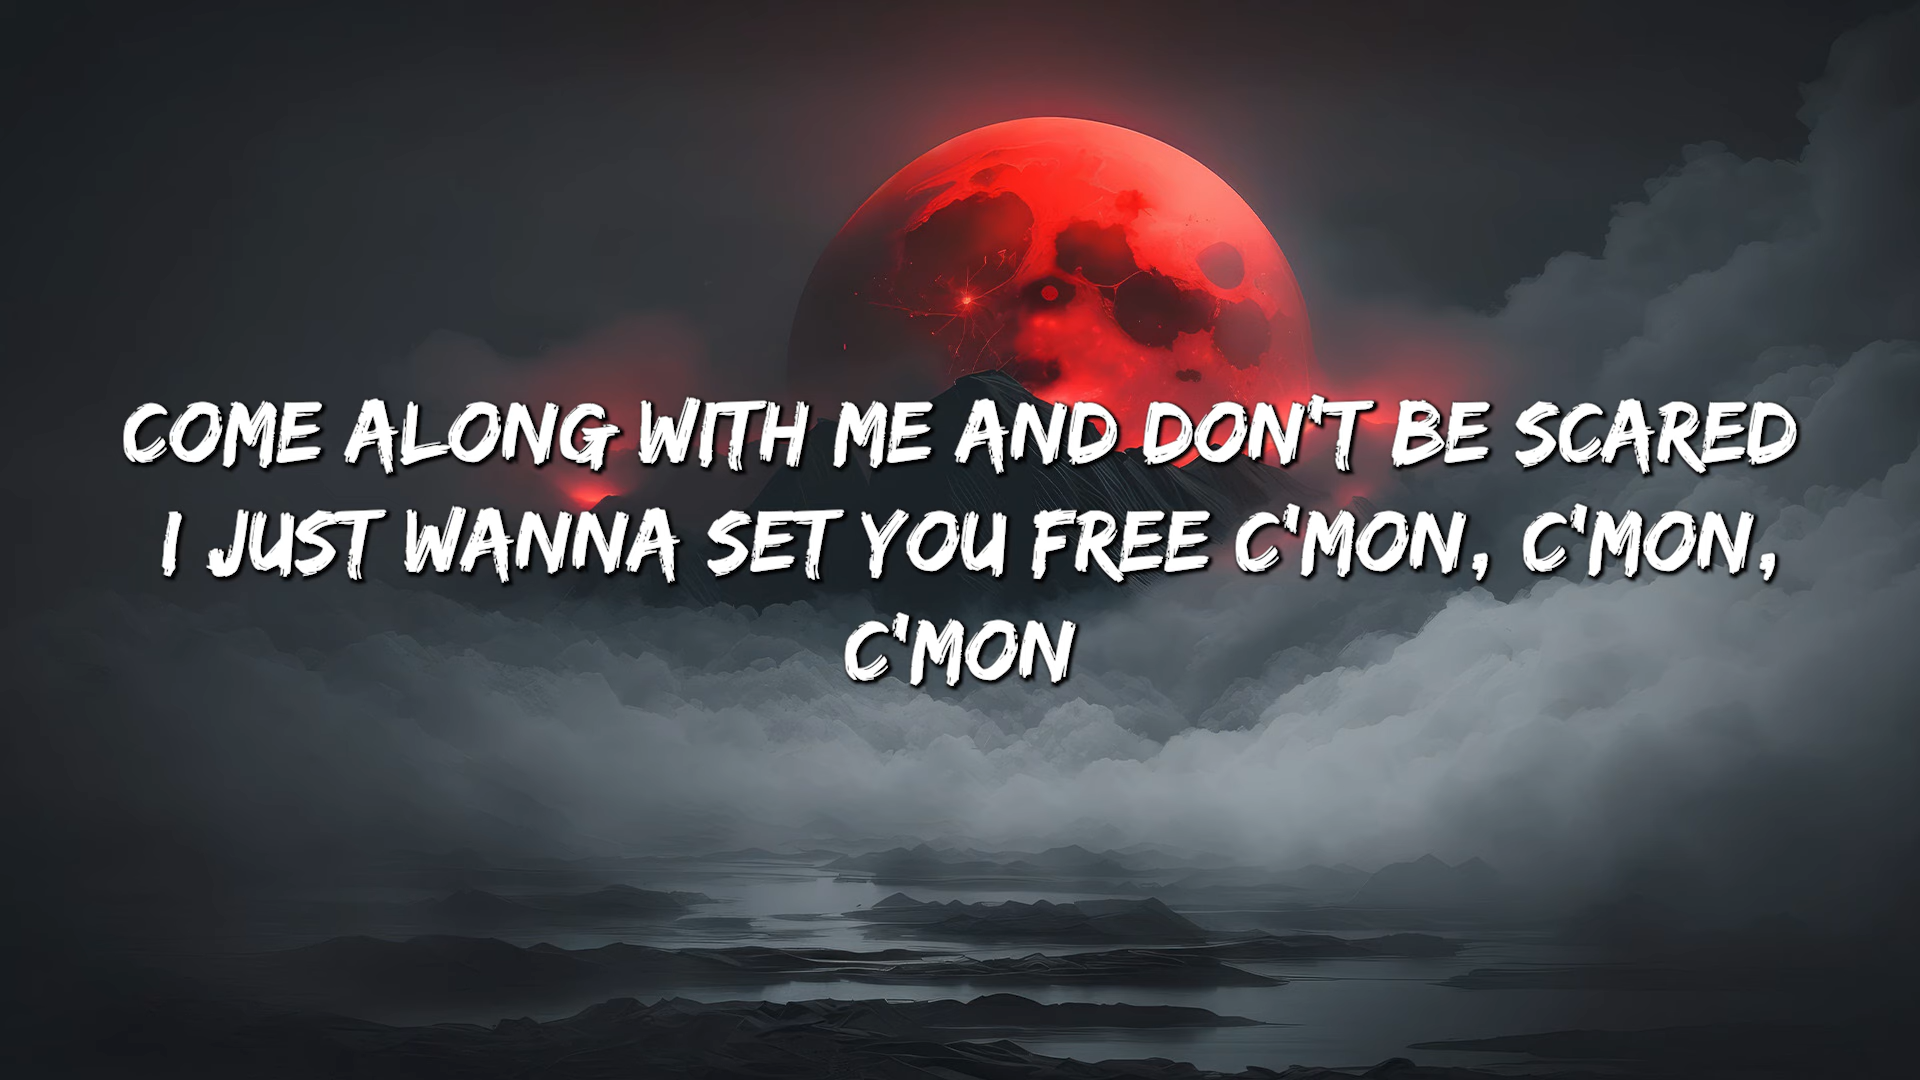 COME ALONG WITH ME AND DON'T BE SCARED
I JUST WANNA SET YOU FREE C'MON, C'MON,
C'MON